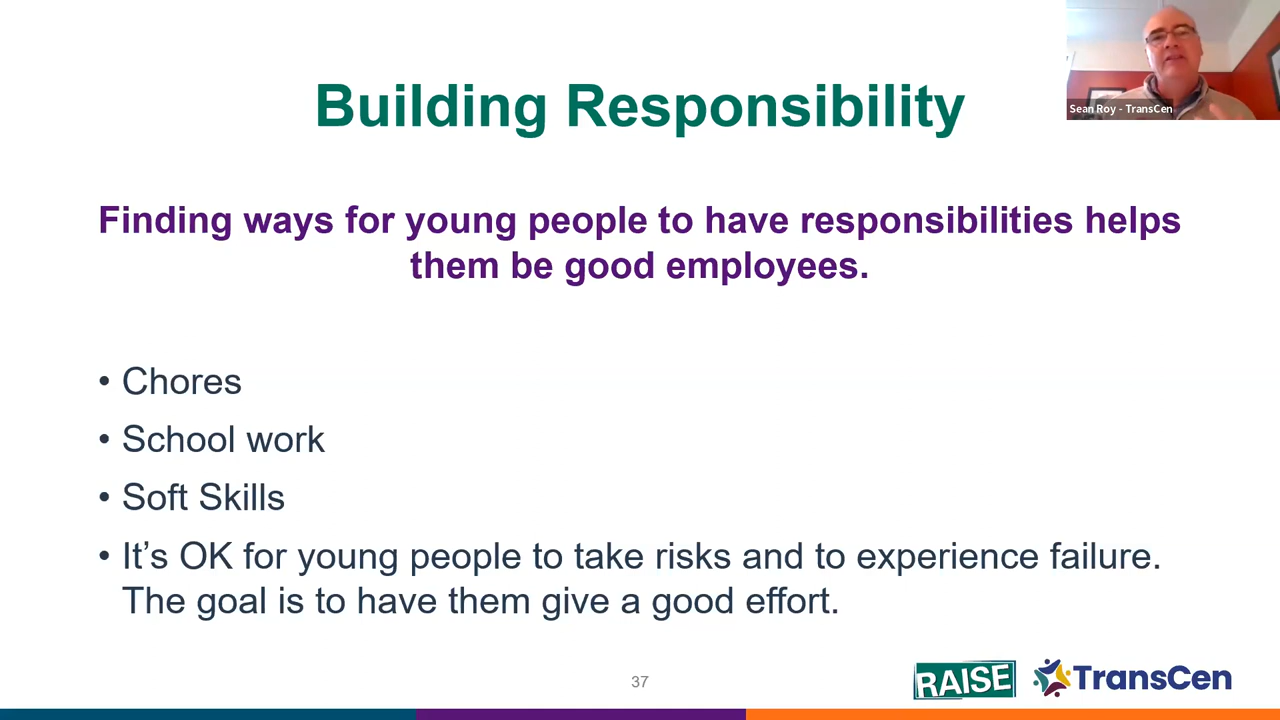 Building Responsibility
Sean Roy - TransCen
Finding ways for young people to have responsibilities helps
them be good employees.
• Chores
• School work
• Soft Skills
• It’s OK for young people to take risks and to experience failure.
The goal is to have them give a good effort.
37
RAISE
TransCen